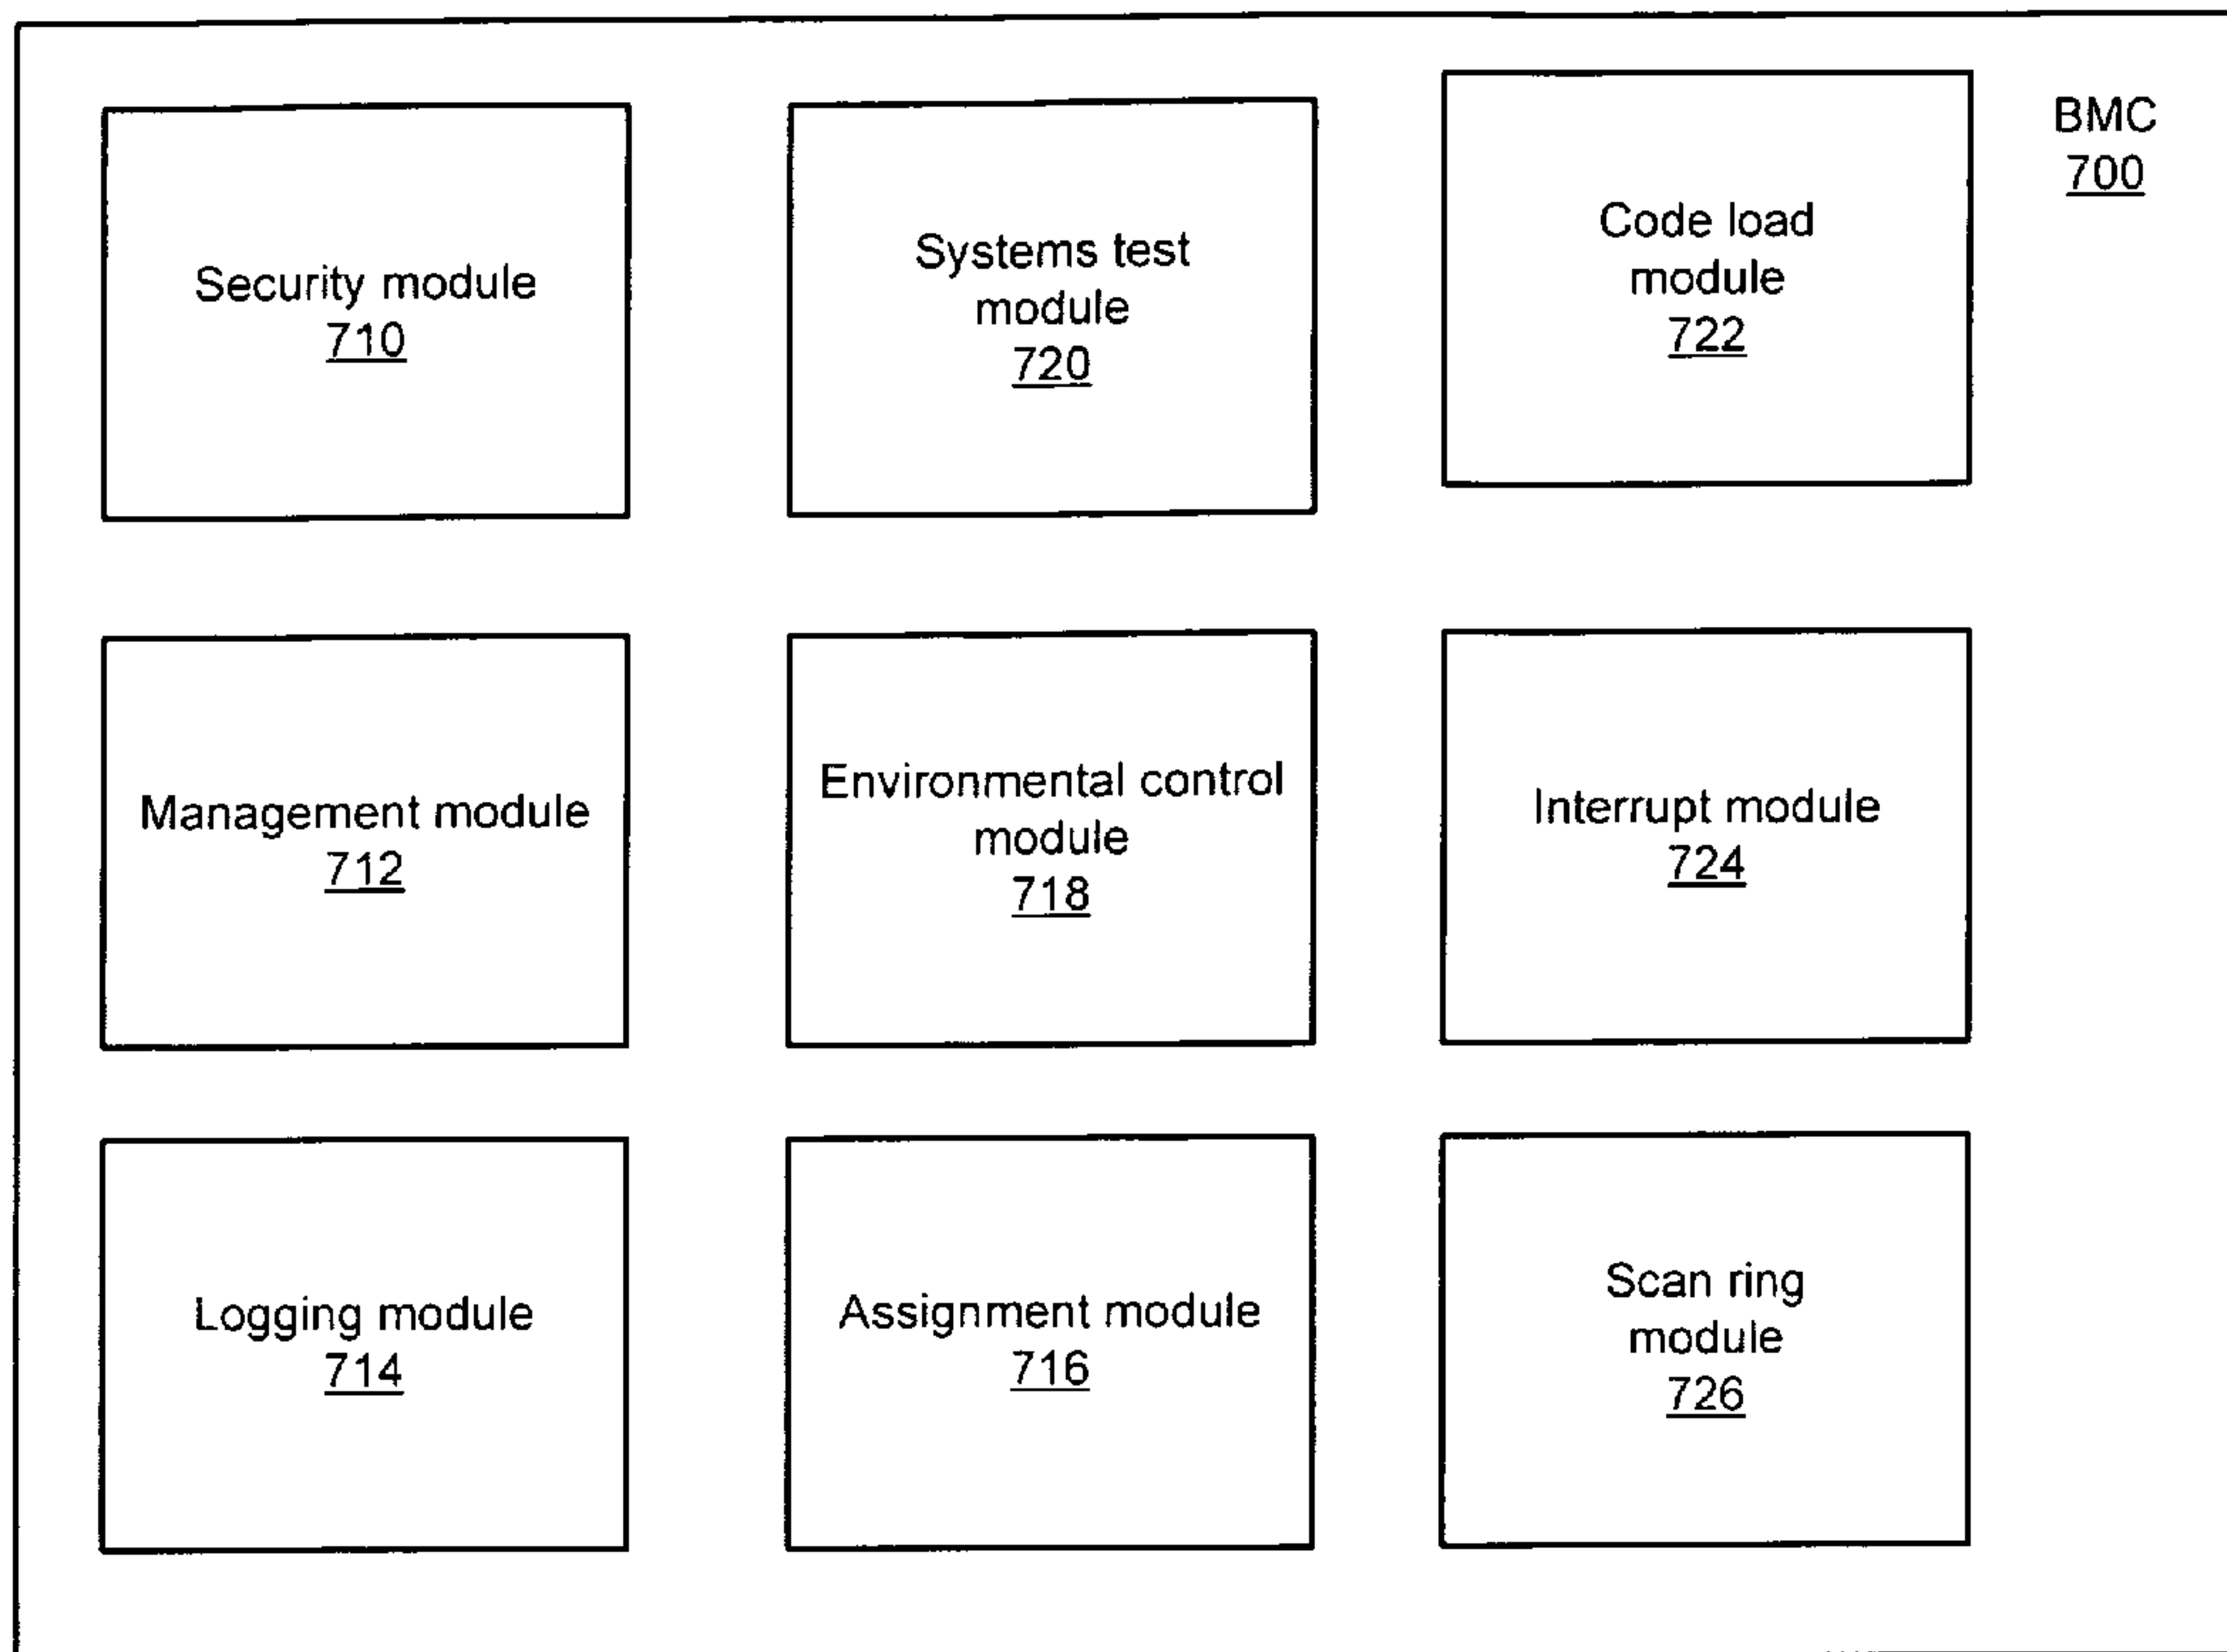 BMC
700
Security module
710
Systems test
module
720
Code load
module
722
Management module
712
Environmental control
module
718
Interrupt module
724
Logging module
714
Assignment module
716
Scan ring
module
726